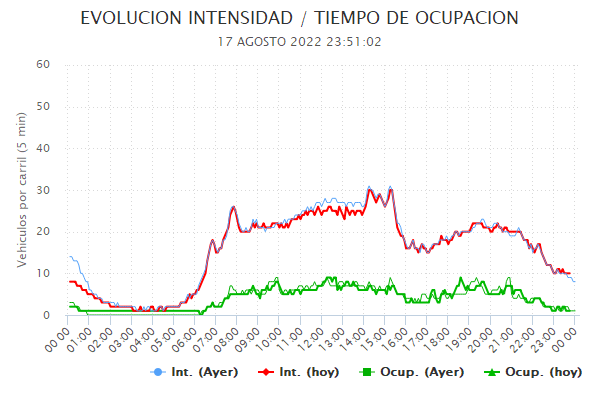 EVOLUCION INTENSIDAD / TIEMPO DE OCUPACION
17 AGOSTO 2022 23:51:02
Vehiculos por carril (5 min)
60
50
40
30
20
10
0
00:00 01:00 02:00 03:00 04:00 05:00 06:00 07:00 08:00 09:00 10:00 11:00 12:00 13:00 14:00 15:00 16:00 17:00 18:00 19:00 20:00 21:00 22:00 23:00 00:00
Int. (Ayer) Int. (hoy) Ocup. (Ayer) Ocup. (hoy)